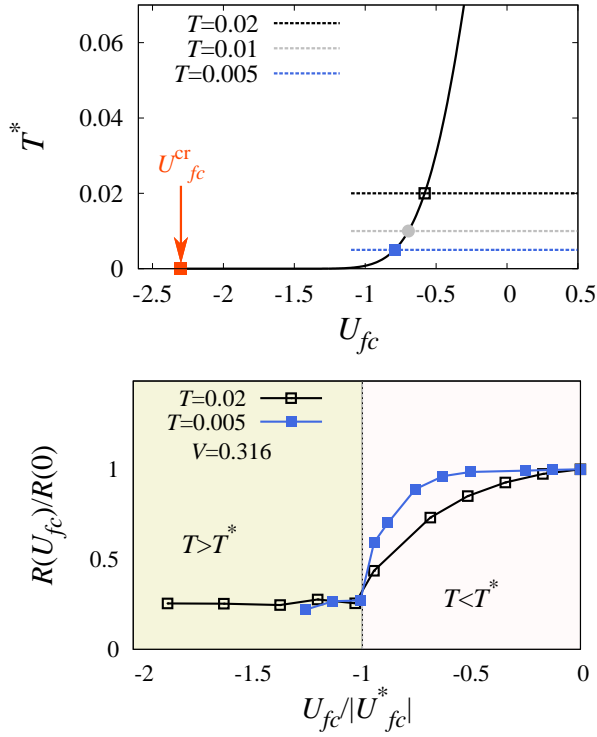 0.06
0.04
0.02
0
T*
T=0.02
T=0.01
T=0.005
U^cr_fc
-2.5 -2 -1.5 -1 -0.5 0 0.5
U_fc
1
0.5
0
R(U_fc)/R(0)
T=0.02
T=0.005
V=0.316
T>T*
T<T*
-2 -1.5 -1 -0.5 0
U_fc/|U*_fc|